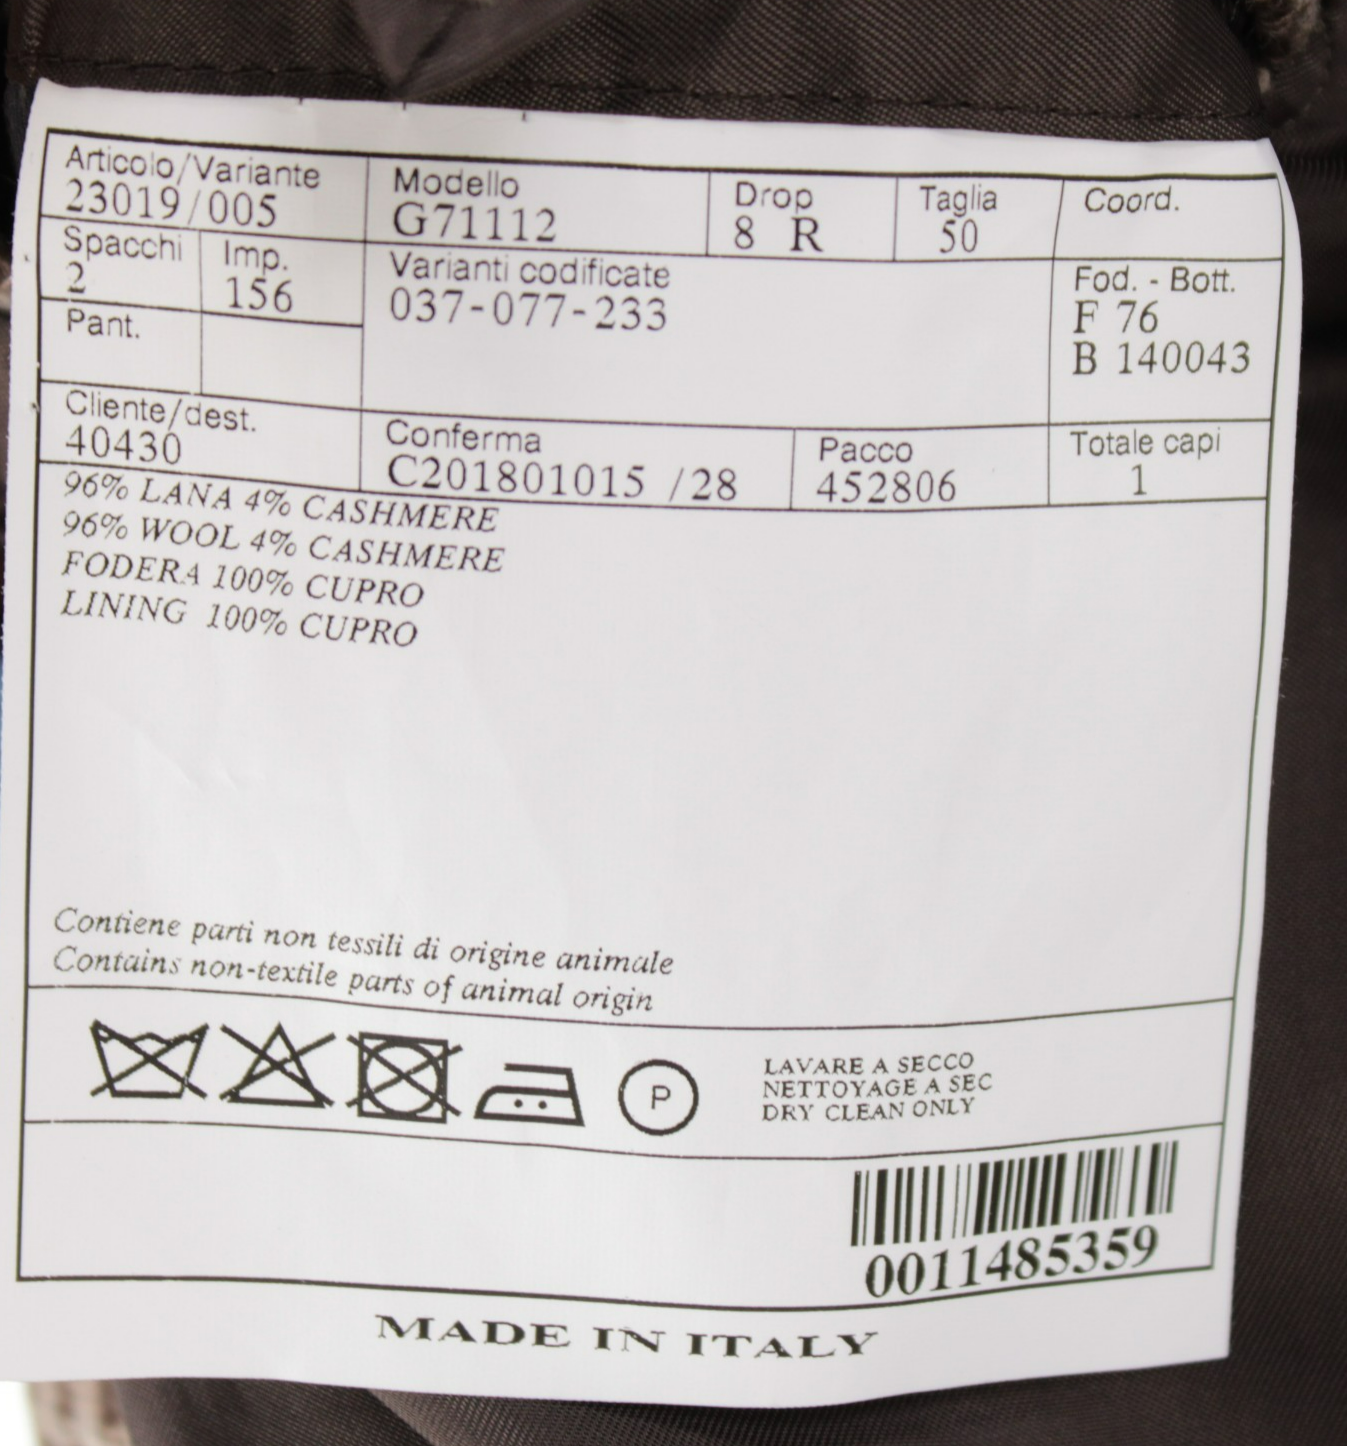 Articolo/Variante
23019/005
Modello
G71112
Drop
8 R
Taglia
50
Coord.
Spacchi
2
Imp.
156
Varianti codificate
037-077-233
Fod. - Bott.
F 76
B 140043
Pant.
Cliente/dest.
40430
Conferma
C201801015 /28
Pacco
452806
Totale capi
1
96% LANA 4% CASHMERE
96% WOOL 4% CASHMERE
FODERA 100% CUPRO
LINING 100% CUPRO
Contiene parti non tessili di origine animale
Contains non-textile parts of animal origin
P
LAVARE A SECCO
NETTOYAGE A SEC
DRY CLEAN ONLY
0011485359
MADE IN ITALY